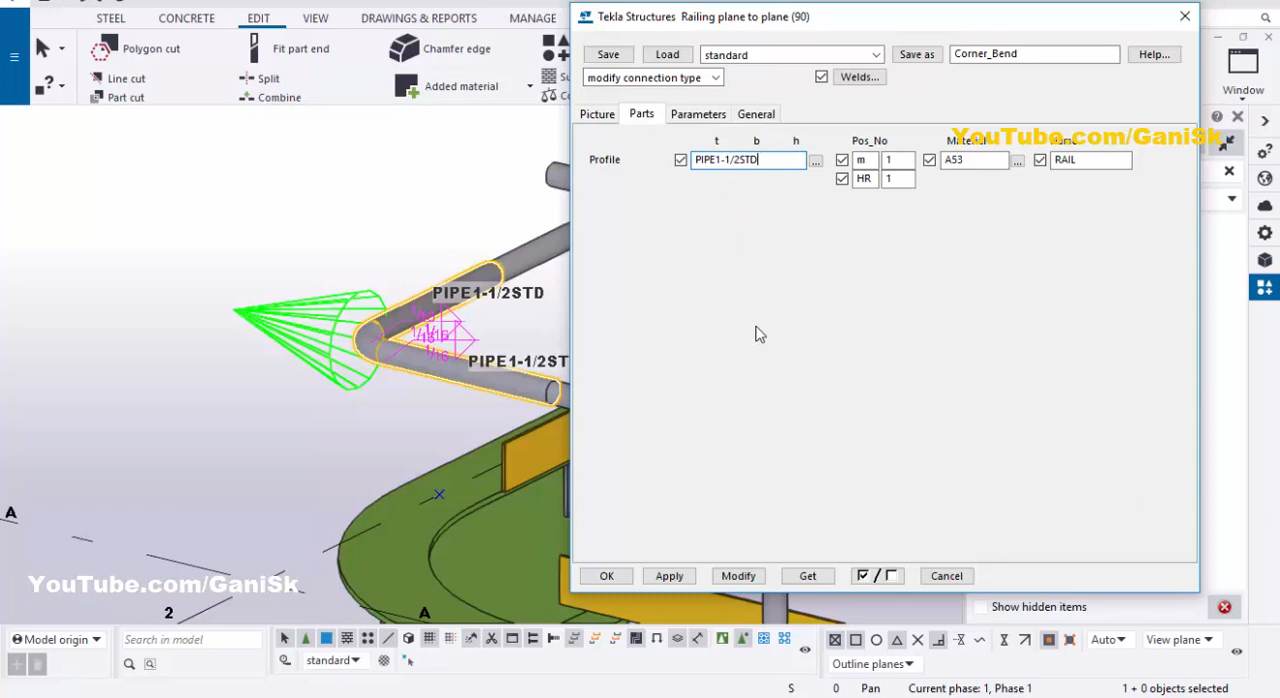 STEEL CONCRETE EDIT VIEW DRAWINGS & REPORTS MANAGE
Polygon cut Fit part end Chamfer edge
Line cut Split Added material
Part cut Combine
Tekla Structures Railing plane to plane (90)
Save Load standard Save as Corner_Bend Help...
modify connection type Welds...
Picture Parts Parameters General
t b h Pos_No
YouTube.com/GaniSk
Profile PIPE1-1/2STD ... m 1 A53 ... RAIL
HR 1
Window
PIPE1-1/2STD
PIPE1-1/2ST
A
YouTube.com/GaniSk
2
A
OK Apply Modify Get / Cancel
Show hidden items
Model origin Search in model
standard
Auto View plane
Outline planes
S 0 Pan Current phase: 1, Phase 1 1 + 0 objects selected